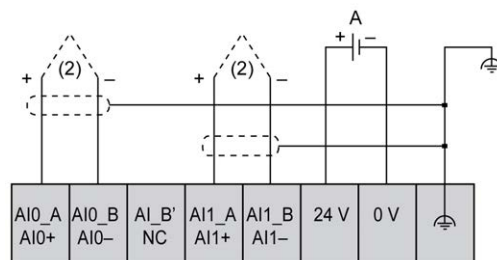 A
+ –
(2) (2)
+ – + –
AI0_A AI0_B AI_B' AI1_A AI1_B 24 V 0 V
AI0+ AI0– NC AI1+ AI1–